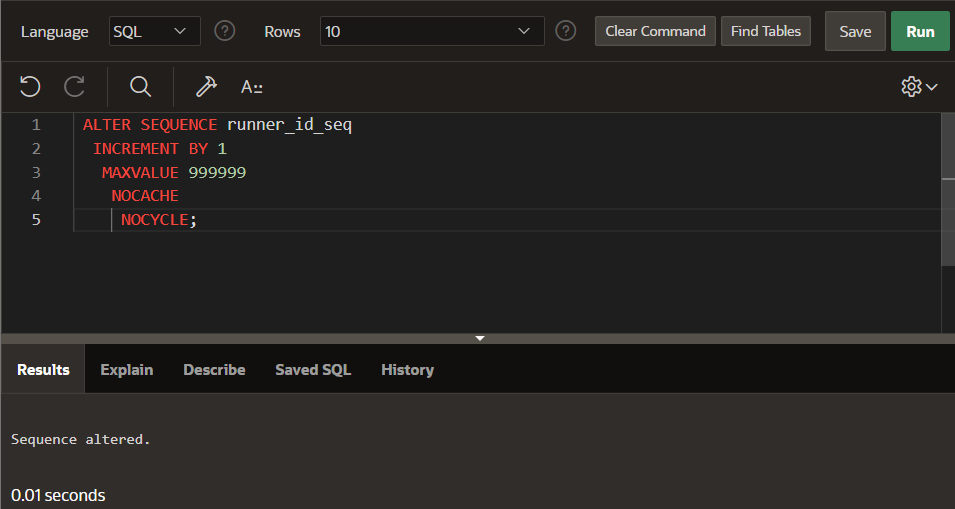 Language SQL ? Rows 10 ? Clear Command Find Tables Save Run
A::
1 ALTER SEQUENCE runner_id_seq
2 INCREMENT BY 1
3 MAXVALUE 999999
4 NOCACHE
5 NOCYCLE;
Results Explain Describe Saved SQL History
Sequence altered.
0.01 seconds